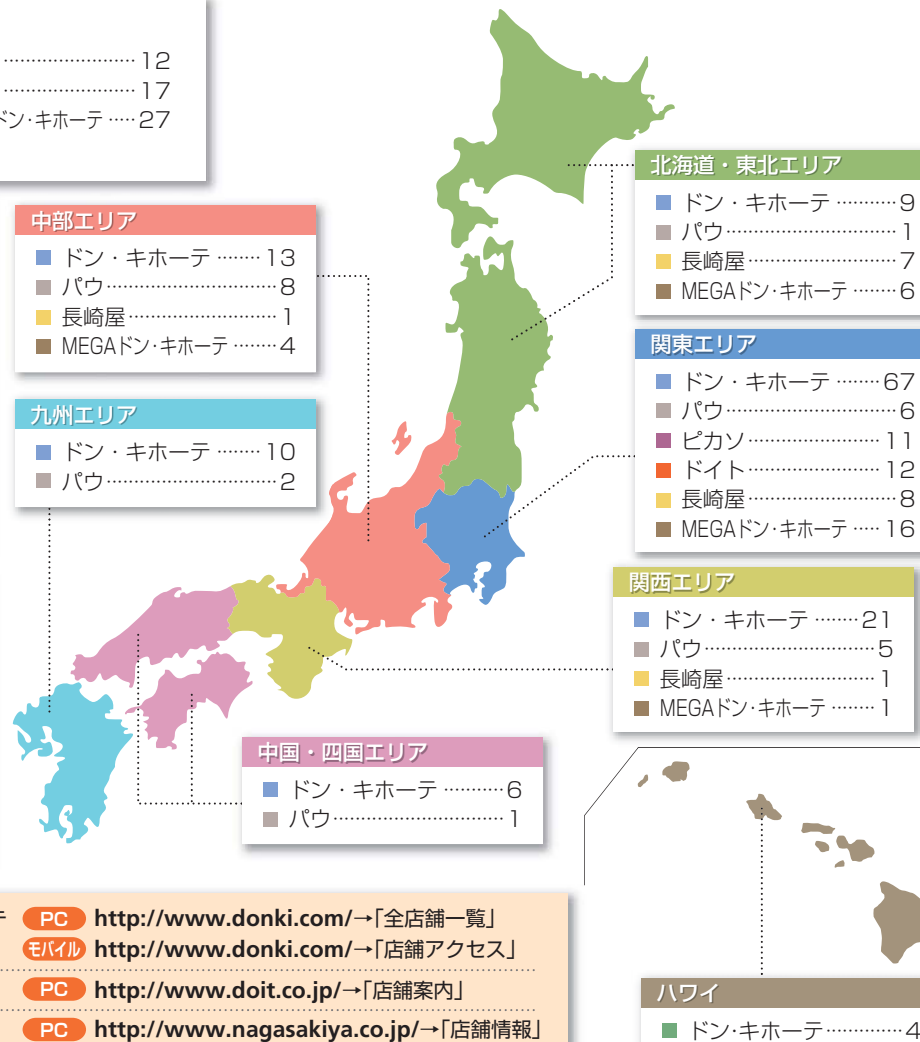 12
17
ドン・キホーテ 27
中部エリア
ドン・キホーテ 13
パウ 8
長崎屋 1
MEGAドン・キホーテ 4
九州エリア
ドン・キホーテ 10
パウ 2
北海道・東北エリア
ドン・キホーテ 9
パウ 1
長崎屋 7
MEGAドン・キホーテ 6
関東エリア
ドン・キホーテ 67
パウ 6
ピカソ 11
ドイト 12
長崎屋 8
MEGAドン・キホーテ 16
関西エリア
ドン・キホーテ 21
パウ 5
長崎屋 1
MEGAドン・キホーテ 1
中国・四国エリア
ドン・キホーテ 6
パウ 1
PC http://www.donki.com/→「全店舗一覧」
モバイル http://www.donki.com/→「店舗アクセス」
PC http://www.doit.co.jp/→「店舗案内」
PC http://www.nagasakiya.co.jp/→「店舗情報」
ハワイ
ドン・キホーテ 4